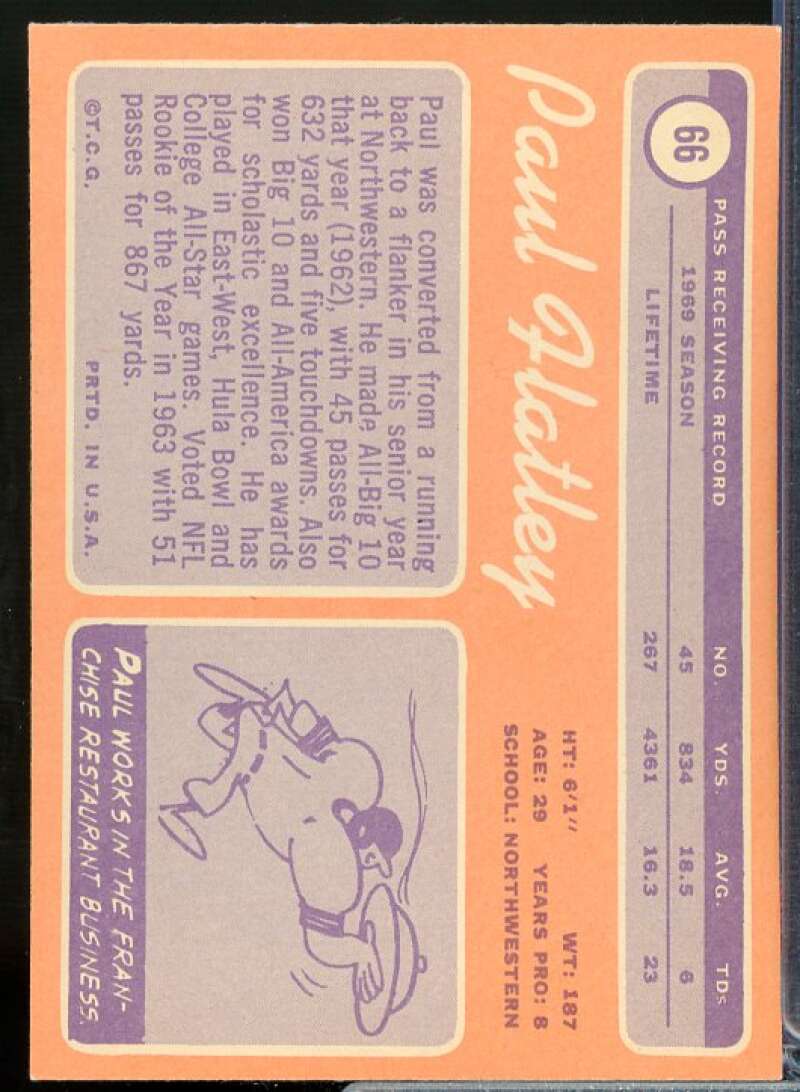 66
PASS RECEIVING RECORD NO. YDS. AVG. TDS
1969 SEASON 45 834 18.5 6
LIFETIME 267 4361 16.3 23
Paul Flatley
HT: 6'1" WT: 187
AGE: 29 YEARS PRO: 8
SCHOOL: NORTHWESTERN
Paul was converted from a running
back to a flanker in his senior year
at Northwestern. He made All-Big 10
that year (1962), with 45 passes for
632 yards and five touchdowns. Also
won Big 10 and All-America awards
for scholastic excellence. He has
played in East-West, Hula Bowl and
College All-Star games. Voted NFL
Rookie of the Year in 1963 with 51
passes for 867 yards.
©T.C.G. PRTD. IN U.S.A.
PAUL WORKS IN THE FRAN-
CHISE RESTAURANT BUSINESS.